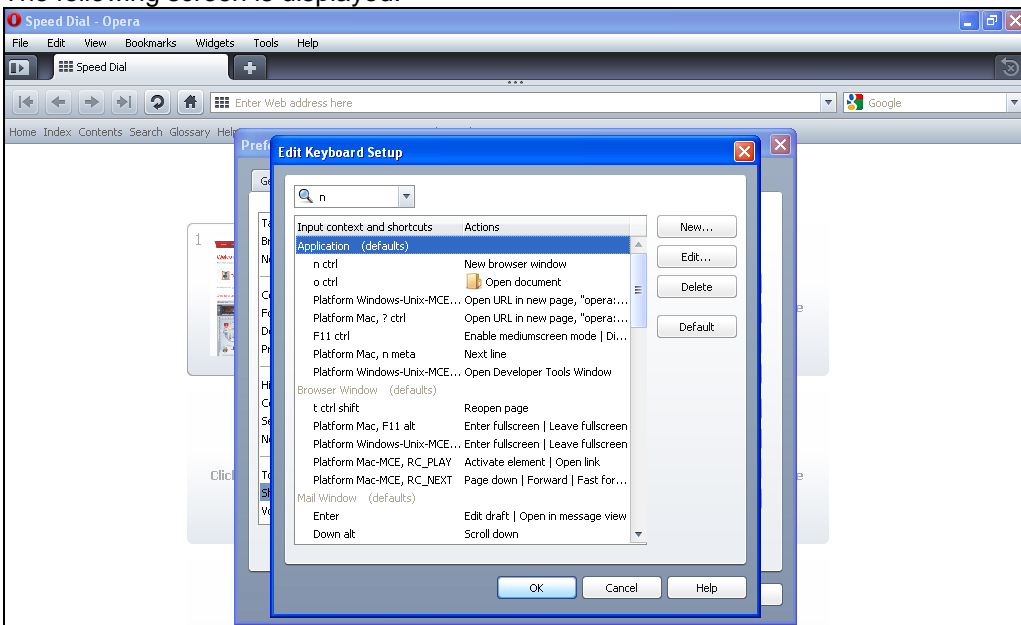 Speed Dial - Opera
File Edit View Bookmarks Widgets Tools Help
Speed Dial
Enter Web address here
Google
Home Index Contents Search Glossary Help
Edit Keyboard Setup
n
Input context and shortcuts Actions
New...
Application (defaults)
Edit...
n ctrl New browser window
o ctrl Open document
Delete
Platform Windows-Unix-MCE... Open URL in new page, "opera:...
Platform Mac, ? ctrl Open URL in new page, "opera:...
Default
F11 ctrl Enable mediumscreen mode | Di...
Platform Mac, n meta Next line
Platform Windows-Unix-MCE... Open Developer Tools Window
Browser Window (defaults)
t ctrl shift Reopen page
Platform Mac, F11 alt Enter fullscreen | Leave fullscreen
Platform Windows-Unix-MCE... Enter fullscreen | Leave fullscreen
Platform Mac-MCE, RC_PLAY Activate element | Open link
Platform Mac-MCE, RC_NEXT Page down | Forward | Fast for...
Mail Window (defaults)
Enter Edit draft | Open in message view
Down alt Scroll down
OK Cancel Help
1